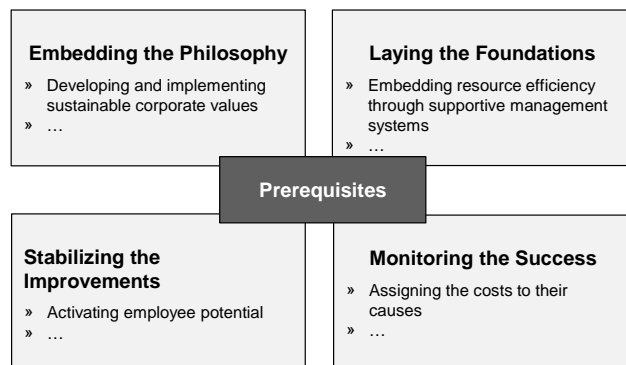 Embedding the Philosophy
» Developing and implementing
sustainable corporate values
» …
Laying the Foundations
» Embedding resource efficiency
through supportive management
systems
» …
Prerequisites
Stabilizing the
Improvements
» Activating employee potential
» …
Monitoring the Success
» Assigning the costs to their
causes
» …